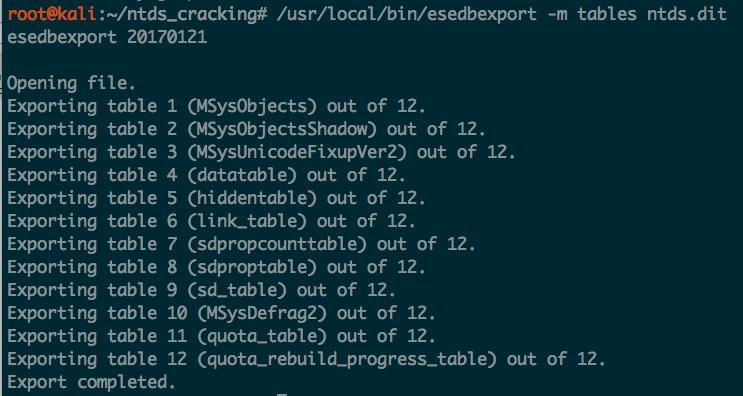 root@kali:~/ntds_cracking# /usr/local/bin/esedbexport -m tables ntds.dit
esedbexport 20170121

Opening file.
Exporting table 1 (MSysObjects) out of 12.
Exporting table 2 (MSysObjectsShadow) out of 12.
Exporting table 3 (MSysUnicodeFixupVer2) out of 12.
Exporting table 4 (datatable) out of 12.
Exporting table 5 (hiddentable) out of 12.
Exporting table 6 (link_table) out of 12.
Exporting table 7 (sdpropcounttable) out of 12.
Exporting table 8 (sdproptable) out of 12.
Exporting table 9 (sd_table) out of 12.
Exporting table 10 (MSysDefrag2) out of 12.
Exporting table 11 (quota_table) out of 12.
Exporting table 12 (quota_rebuild_progress_table) out of 12.
Export completed.